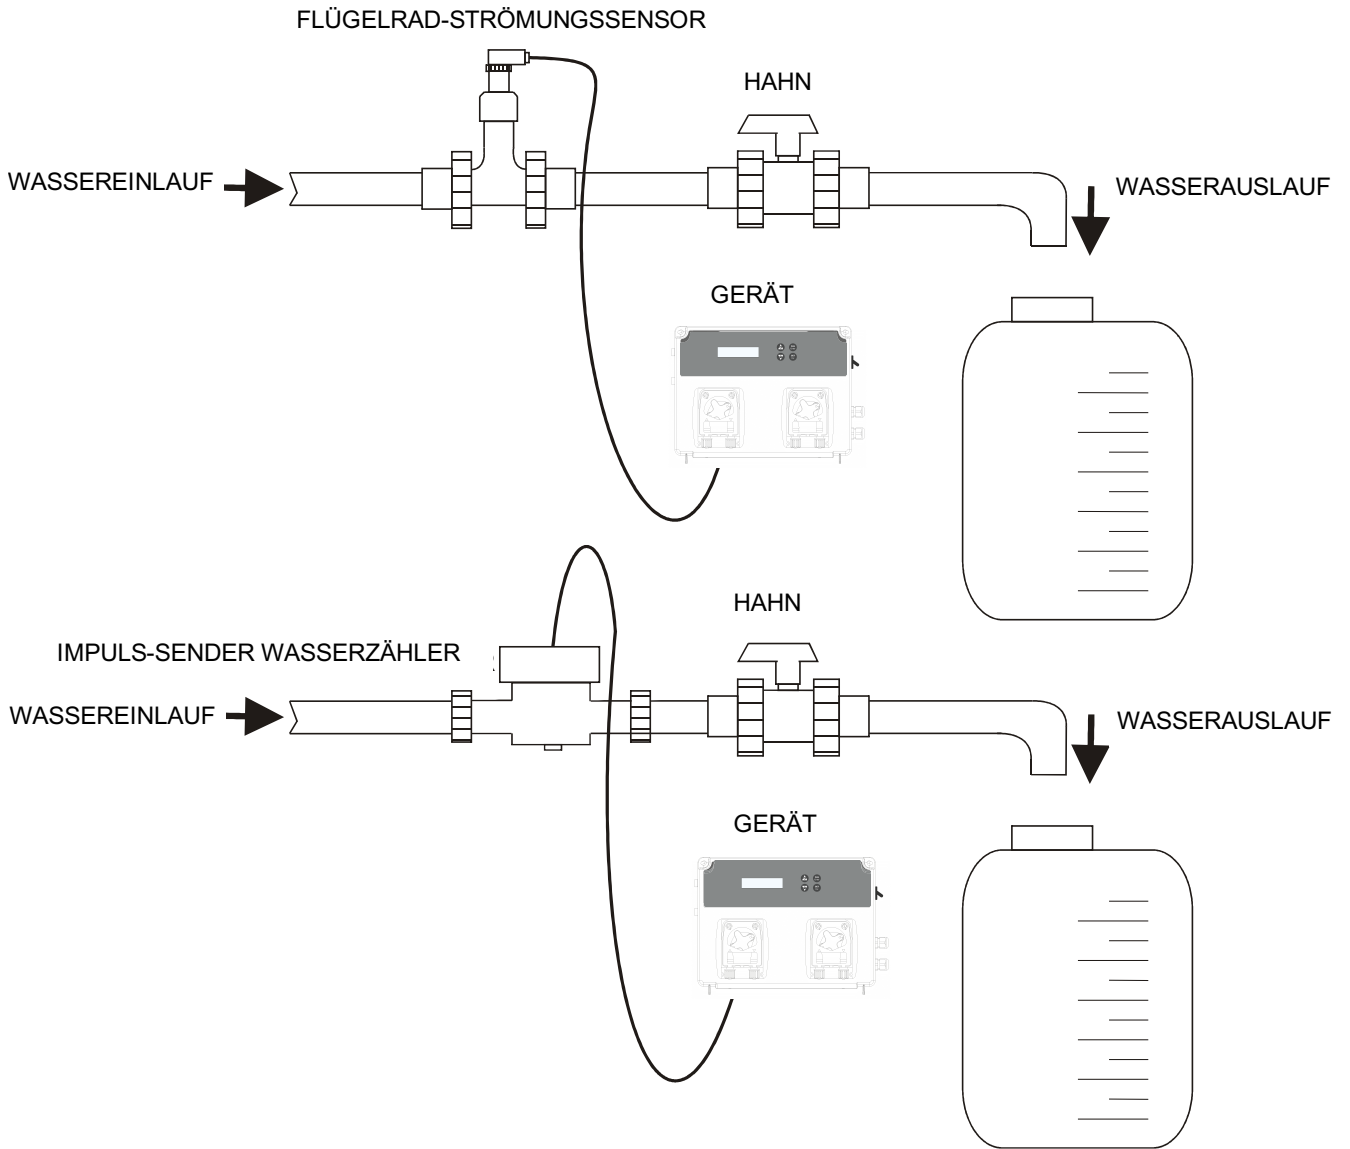 FLÜGELRAD-STRÖMUNGSSENSOR
HAHN
WASSEREINLAUF
WASSERAUSLAUF
GERÄT
HAHN
IMPULS-SENDER WASSERZÄHLER
WASSEREINLAUF
WASSERAUSLAUF
GERÄT